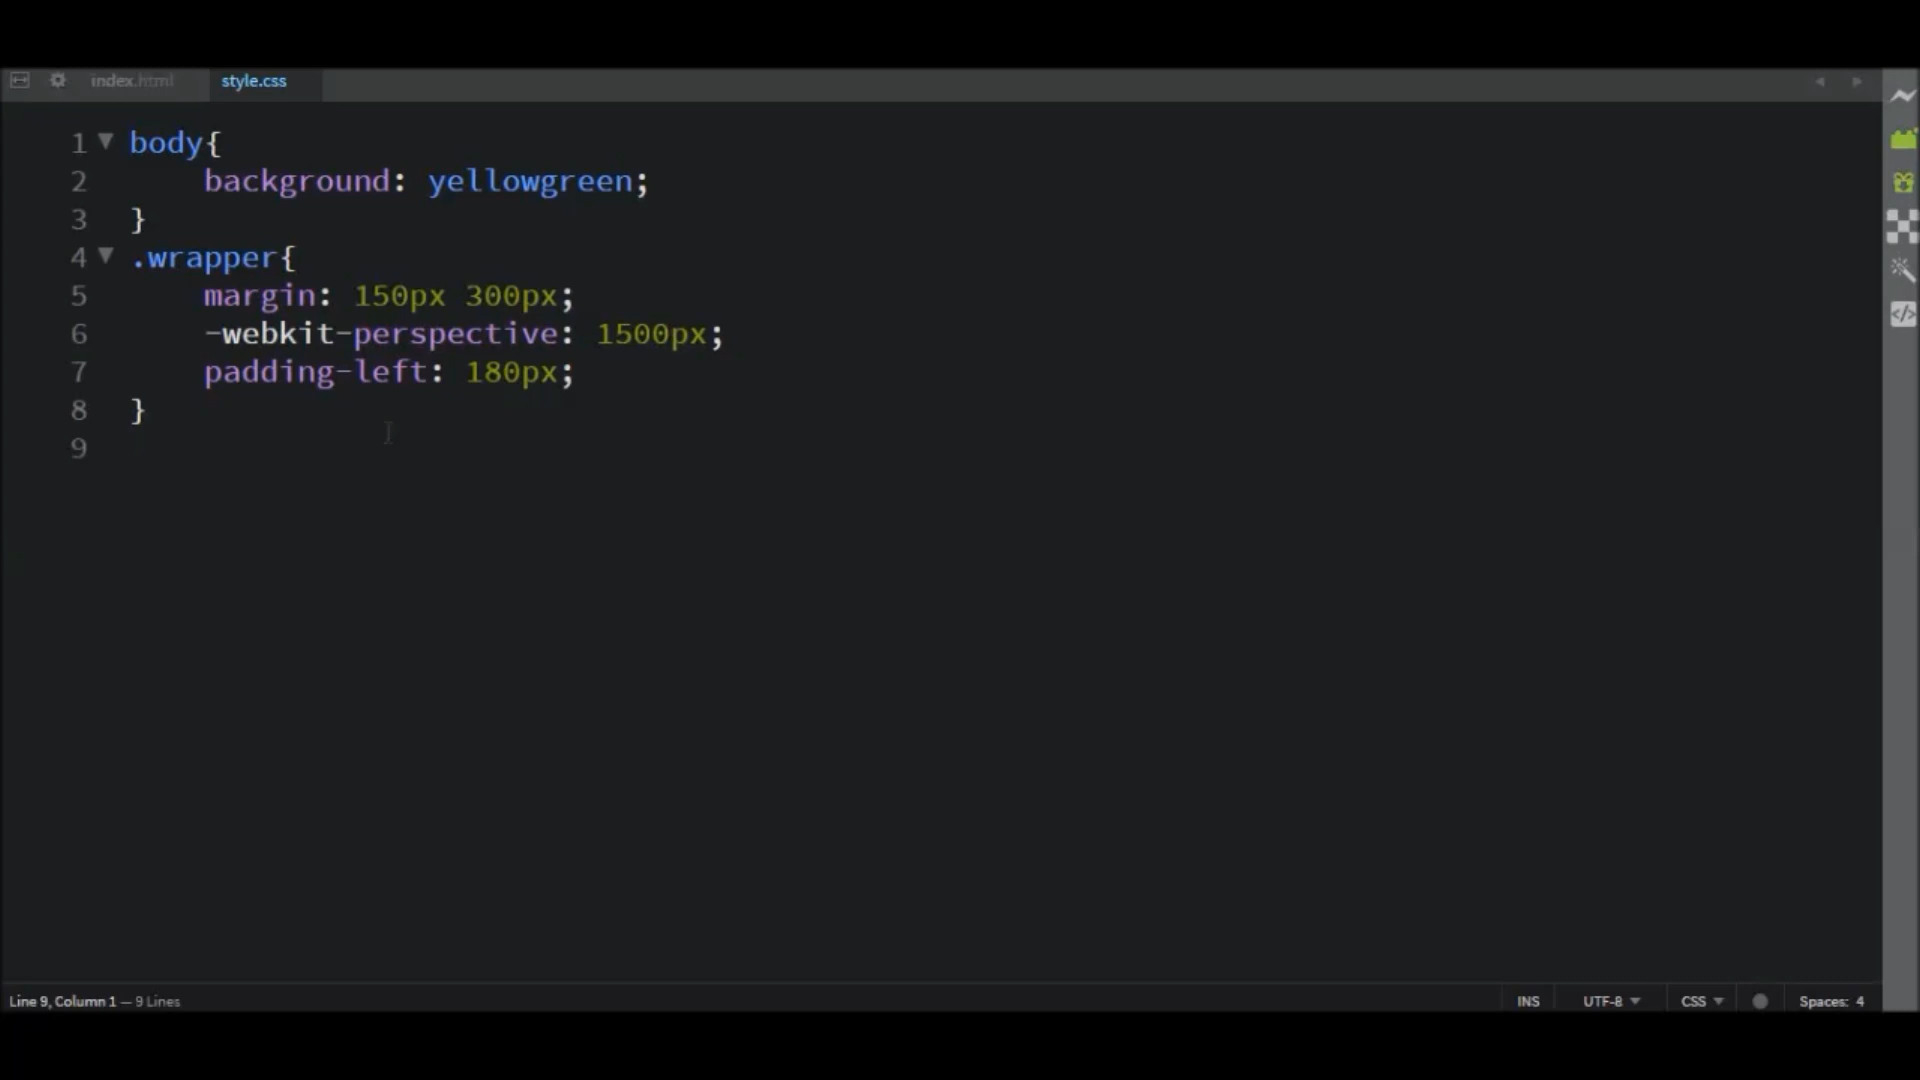 index.html style.css
1 body{
2 background: yellowgreen;
3 }
4 .wrapper{
5 margin: 150px 300px;
6 -webkit-perspective: 1500px;
7 padding-left: 180px;
8 }
9
Line 9, Column 1 — 9 Lines INS UTF-8 CSS Spaces: 4